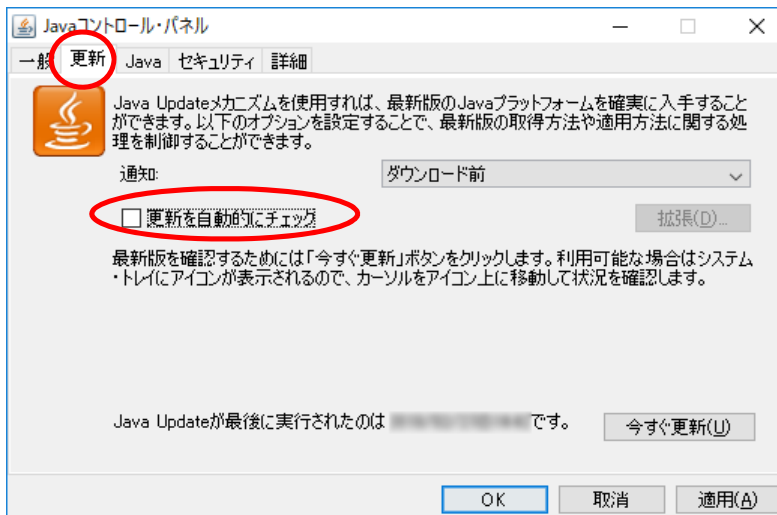 Javaコントロール・パネル
一般 更新 Java セキュリティ 詳細
Java Updateメカニズムを使用すれば、最新版のJavaプラットフォームを確実に入手すること
ができます。以下のオプションを設定することで、最新版の取得方法や適用方法に関する処
理を制御することができます。
通知: ダウンロード前
更新を自動的にチェック 拡張(D)...
最新版を確認するためには「今すぐ更新」ボタンをクリックします。利用可能な場合はシステム
・トレイにアイコンが表示されるので、カーソルをアイコン上に移動して状況を確認します。
Java Updateが最後に実行されたのは です。 今すぐ更新(U)
OK 取消 適用(A)